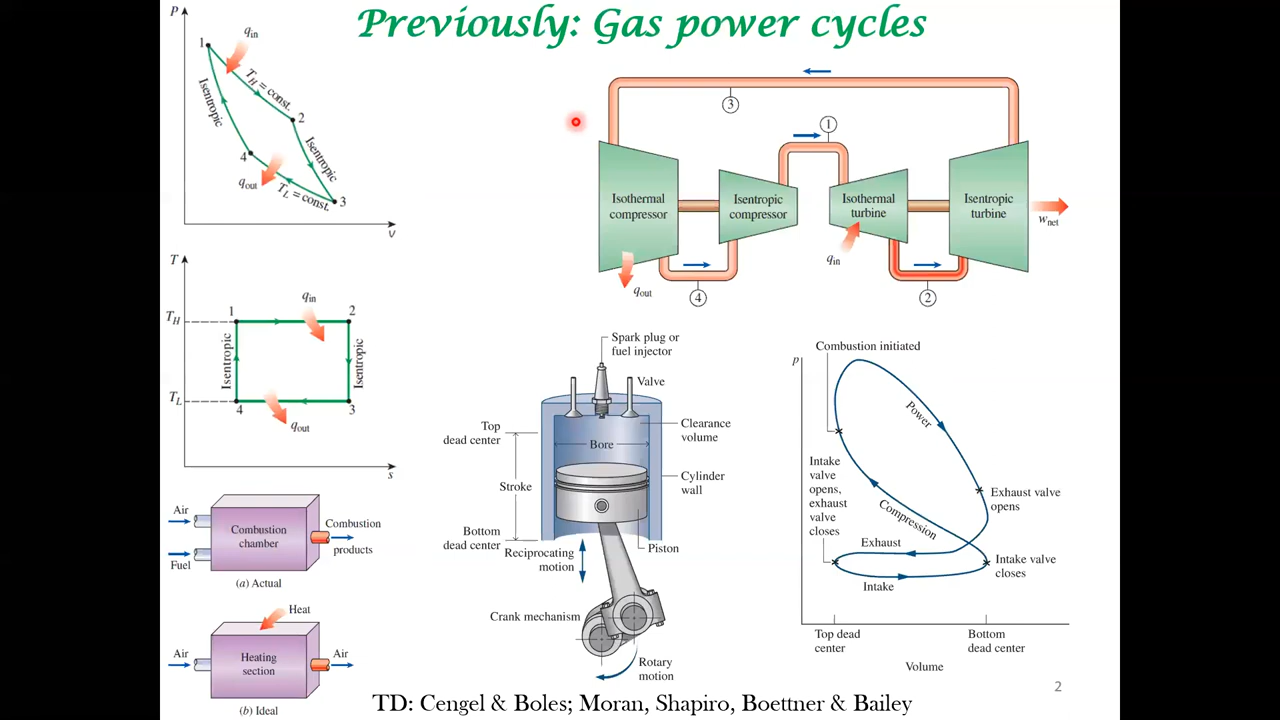 Previously: Gas power cycles
P
1
q_in
T_H = const.
2
Isentropic
Isentropic
4
q_out
T_L = const.
3
v
T
q_in
T_H
1
2
Isentropic
Isentropic
T_L
4
3
q_out
s
3
1
Isothermal
compressor
Isentropic
compressor
Isothermal
turbine
Isentropic
turbine
w_net
q_in
q_out
4
2
Air
Fuel
Combustion
chamber
Combustion
products
(a) Actual
Heat
Air
Heating
section
Air
(b) Ideal
Spark plug or
fuel injector
Valve
Top
dead center
Clearance
volume
Bore
Stroke
Cylinder
wall
Bottom
dead center
Reciprocating
motion
Piston
Crank mechanism
Rotary
motion
Combustion initiated
p
Power
Intake
valve
opens,
exhaust
valve
closes
Exhaust valve
opens
Compression
Exhaust
Intake valve
closes
Intake
Top dead
center
Bottom
dead center
Volume
2
TD: Cengel & Boles; Moran, Shapiro, Boettner & Bailey